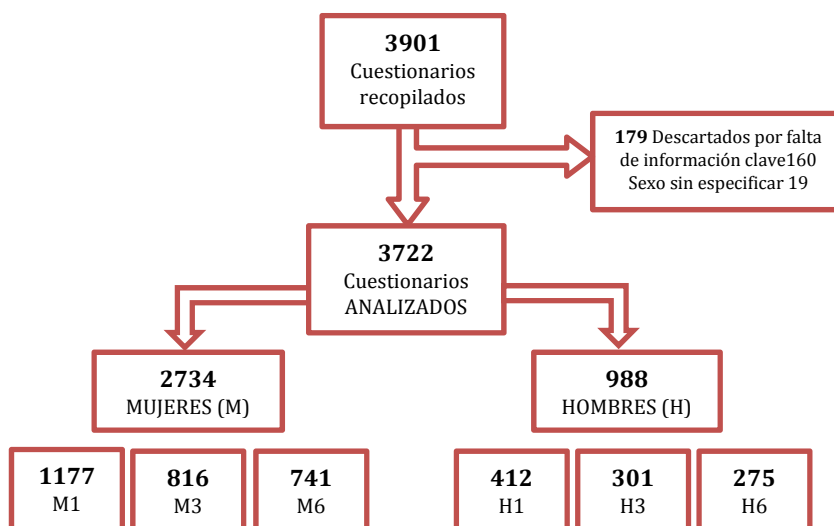 3901
Cuestionarios
recopilados
179 Descartados por falta
de información clave160
Sexo sin especificar 19
3722
Cuestionarios
ANALIZADOS
2734
MUJERES (M)
988
HOMBRES (H)
1177
M1
816
M3
741
M6
412
H1
301
H3
275
H6